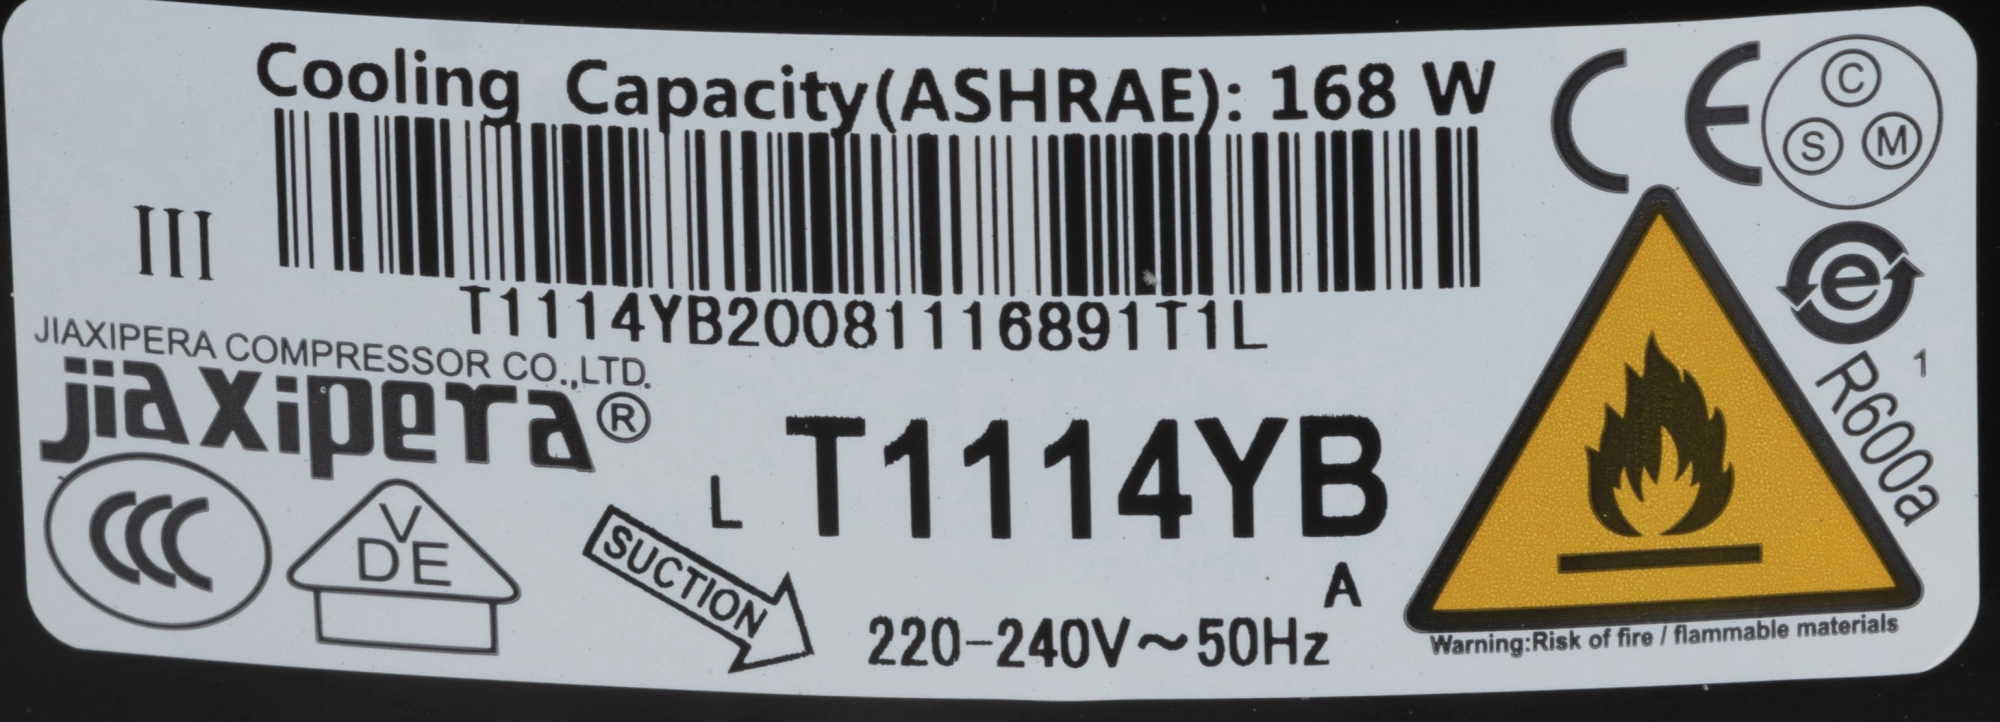 Cooling Capacity(ASHRAE): 168 W
CE
C
S M
III
T1114YB20081116891T1L
e
1
R600a
JIAXIPERA COMPRESSOR CO.,LTD.
jiaxipera®
L T1114YB
CCC
VDE
SUCTION
A
220-240V~50Hz
Warning:Risk of fire / flammable materials